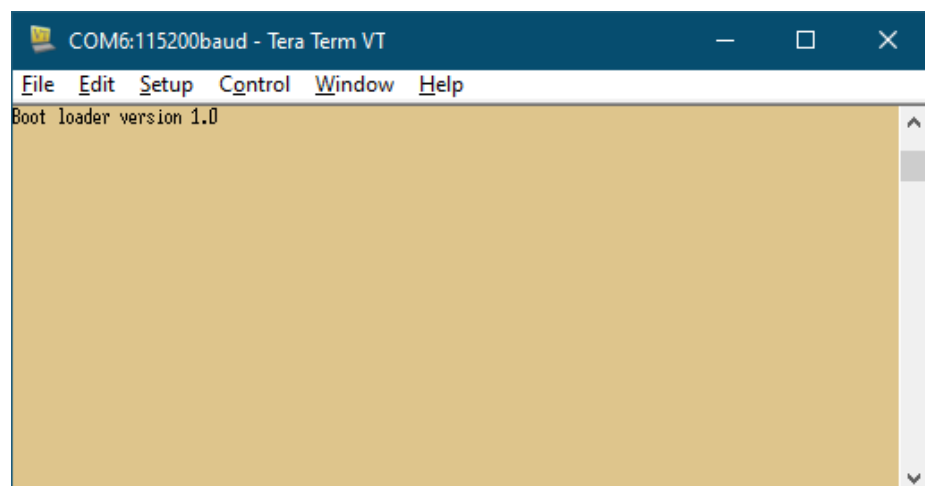 COM6:115200baud - Tera Term VT
File Edit Setup Control Window Help
Boot loader version 1.0